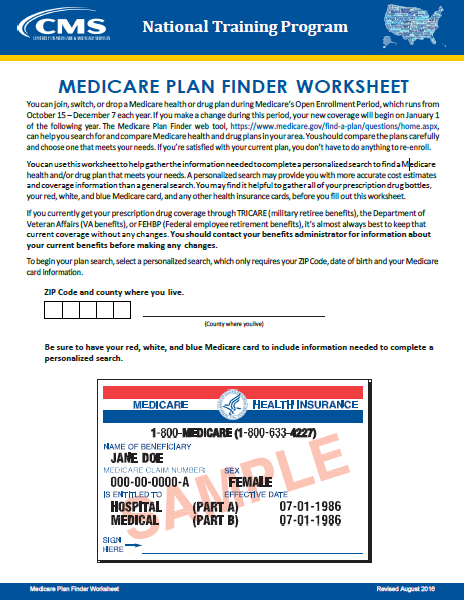 CMS
CENTERS FOR MEDICARE & MEDICAID SERVICES
National Training Program
MEDICARE PLAN FINDER WORKSHEET
You can join, switch, or drop a Medicare health or drug plan during Medicare's Open Enrollment Period, which runs from
October 15 – December 7 each year. If you make a change during this period, your new coverage will begin on January 1
of the following year. The Medicare Plan Finder web tool, https://www.medicare.gov/find-a-plan/questions/home.aspx,
can help you search for and compare Medicare health and drug plans in your area. You should compare the plans carefully
and choose one that meets your needs. If you're satisfied with your current plan, you don't have to do anything to re-enroll.
You can use this worksheet to help gather the information needed to complete a personalized search to find a Medicare
health and/or drug plan that meets your needs. A personalized search may provide you with more accurate cost estimates
and coverage information than a general search. You may find it helpful to gather all of your prescription drug bottles,
your red, white, and blue Medicare card, and any other health insurance cards, before you fill out this worksheet.
If you currently get your prescription drug coverage through TRICARE (military retiree benefits), the Department of
Veteran Affairs (VA benefits), or FEHBP (Federal employee retirement benefits), it's almost always best to keep that
current coverage without any changes. You should contact your benefits administrator for information about
your current benefits before making any changes.
To begin your plan search, select a personalized search, which only requires your ZIP Code, date of birth and your Medicare
card information.
ZIP Code and county where you live.
(County where you live)
Be sure to have your red, white, and blue Medicare card to include information needed to complete a
personalized search.
MEDICARE HEALTH INSURANCE
1-800-MEDICARE (1-800-633-4227)
NAME OF BENEFICIARY
JANE DOE
MEDICARE CLAIM NUMBER SEX
000-00-0000-A FEMALE
IS ENTITLED TO EFFECTIVE DATE
HOSPITAL (PART A) 07-01-1986
MEDICAL (PART B) 07-01-1986
SAMPLE
SIGN
HERE
Medicare Plan Finder Worksheet Revised August 2016